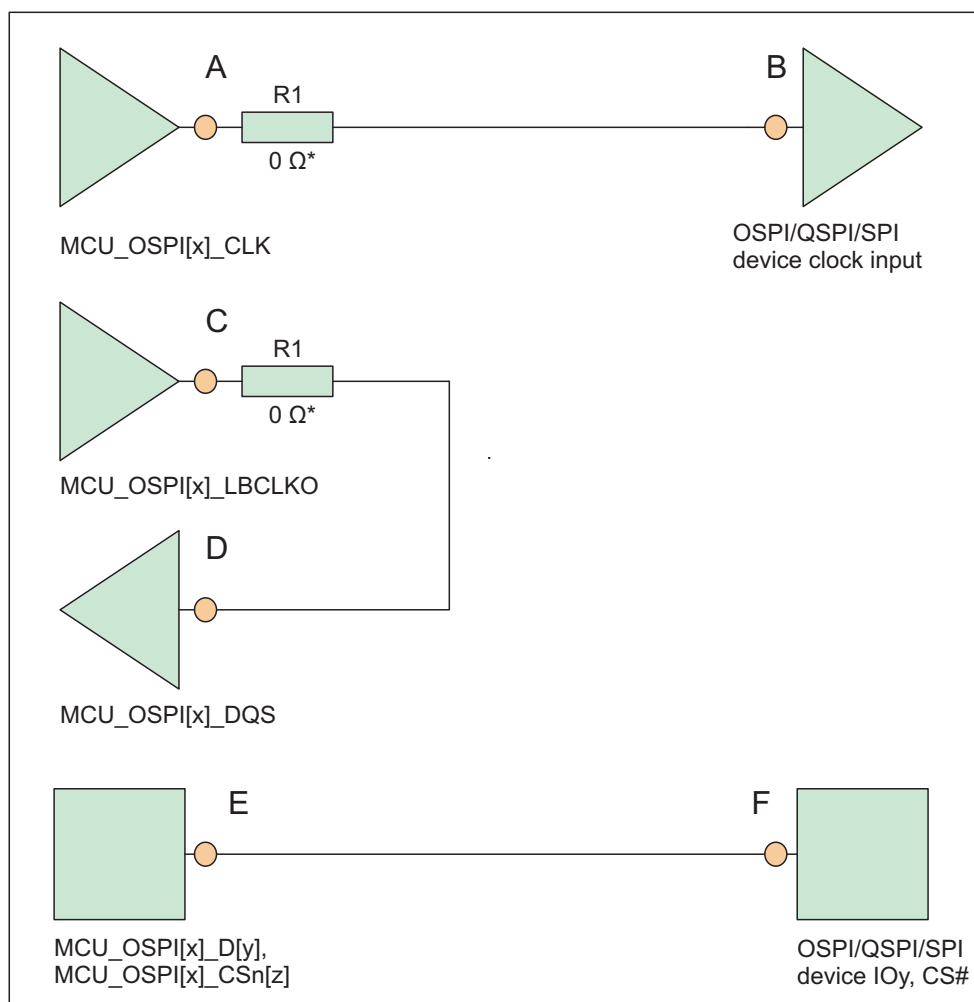 A
B
R1
0 Ω*
MCU_OSPI[x]_CLK
OSPI/QSPI/SPI
device clock input
C
R1
0 Ω*
MCU_OSPI[x]_LBCLKO
D
MCU_OSPI[x]_DQS
E
F
MCU_OSPI[x]_D[y],
MCU_OSPI[x]_CSn[z]
OSPI/QSPI/SPI
device IOy, CS#